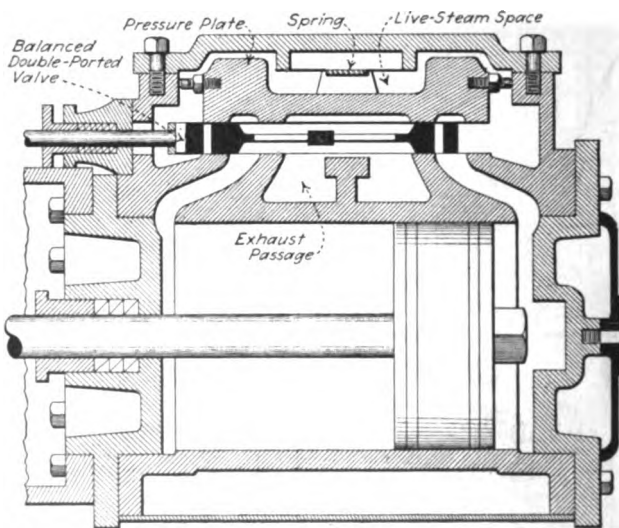 Pressure Plate
Spring
Live-Steam Space
Balanced
Double-Ported
Valve
Exhaust
Passage